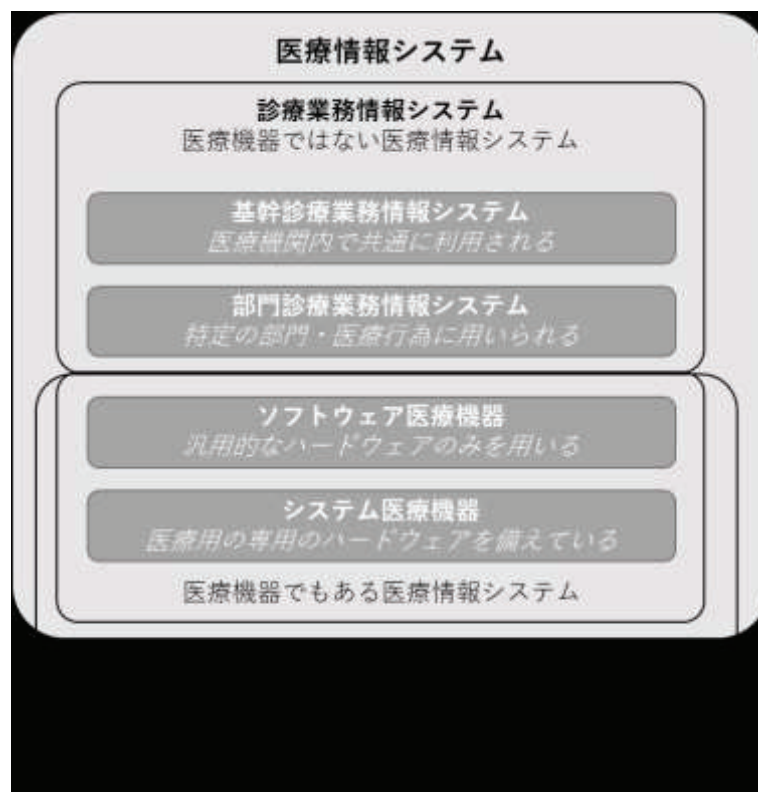 医療情報システム
診療業務情報システム
医療機器ではない医療情報システム
基幹診療業務情報システム
医療機関内で共通に利用される
部門診療業務情報システム
特定の部門・医療行為に用いられる
ソフトウェア医療機器
汎用的なハードウェアのみを用いる
システム医療機器
医療用の専用のハードウェアを備えている
医療機器でもある医療情報システム